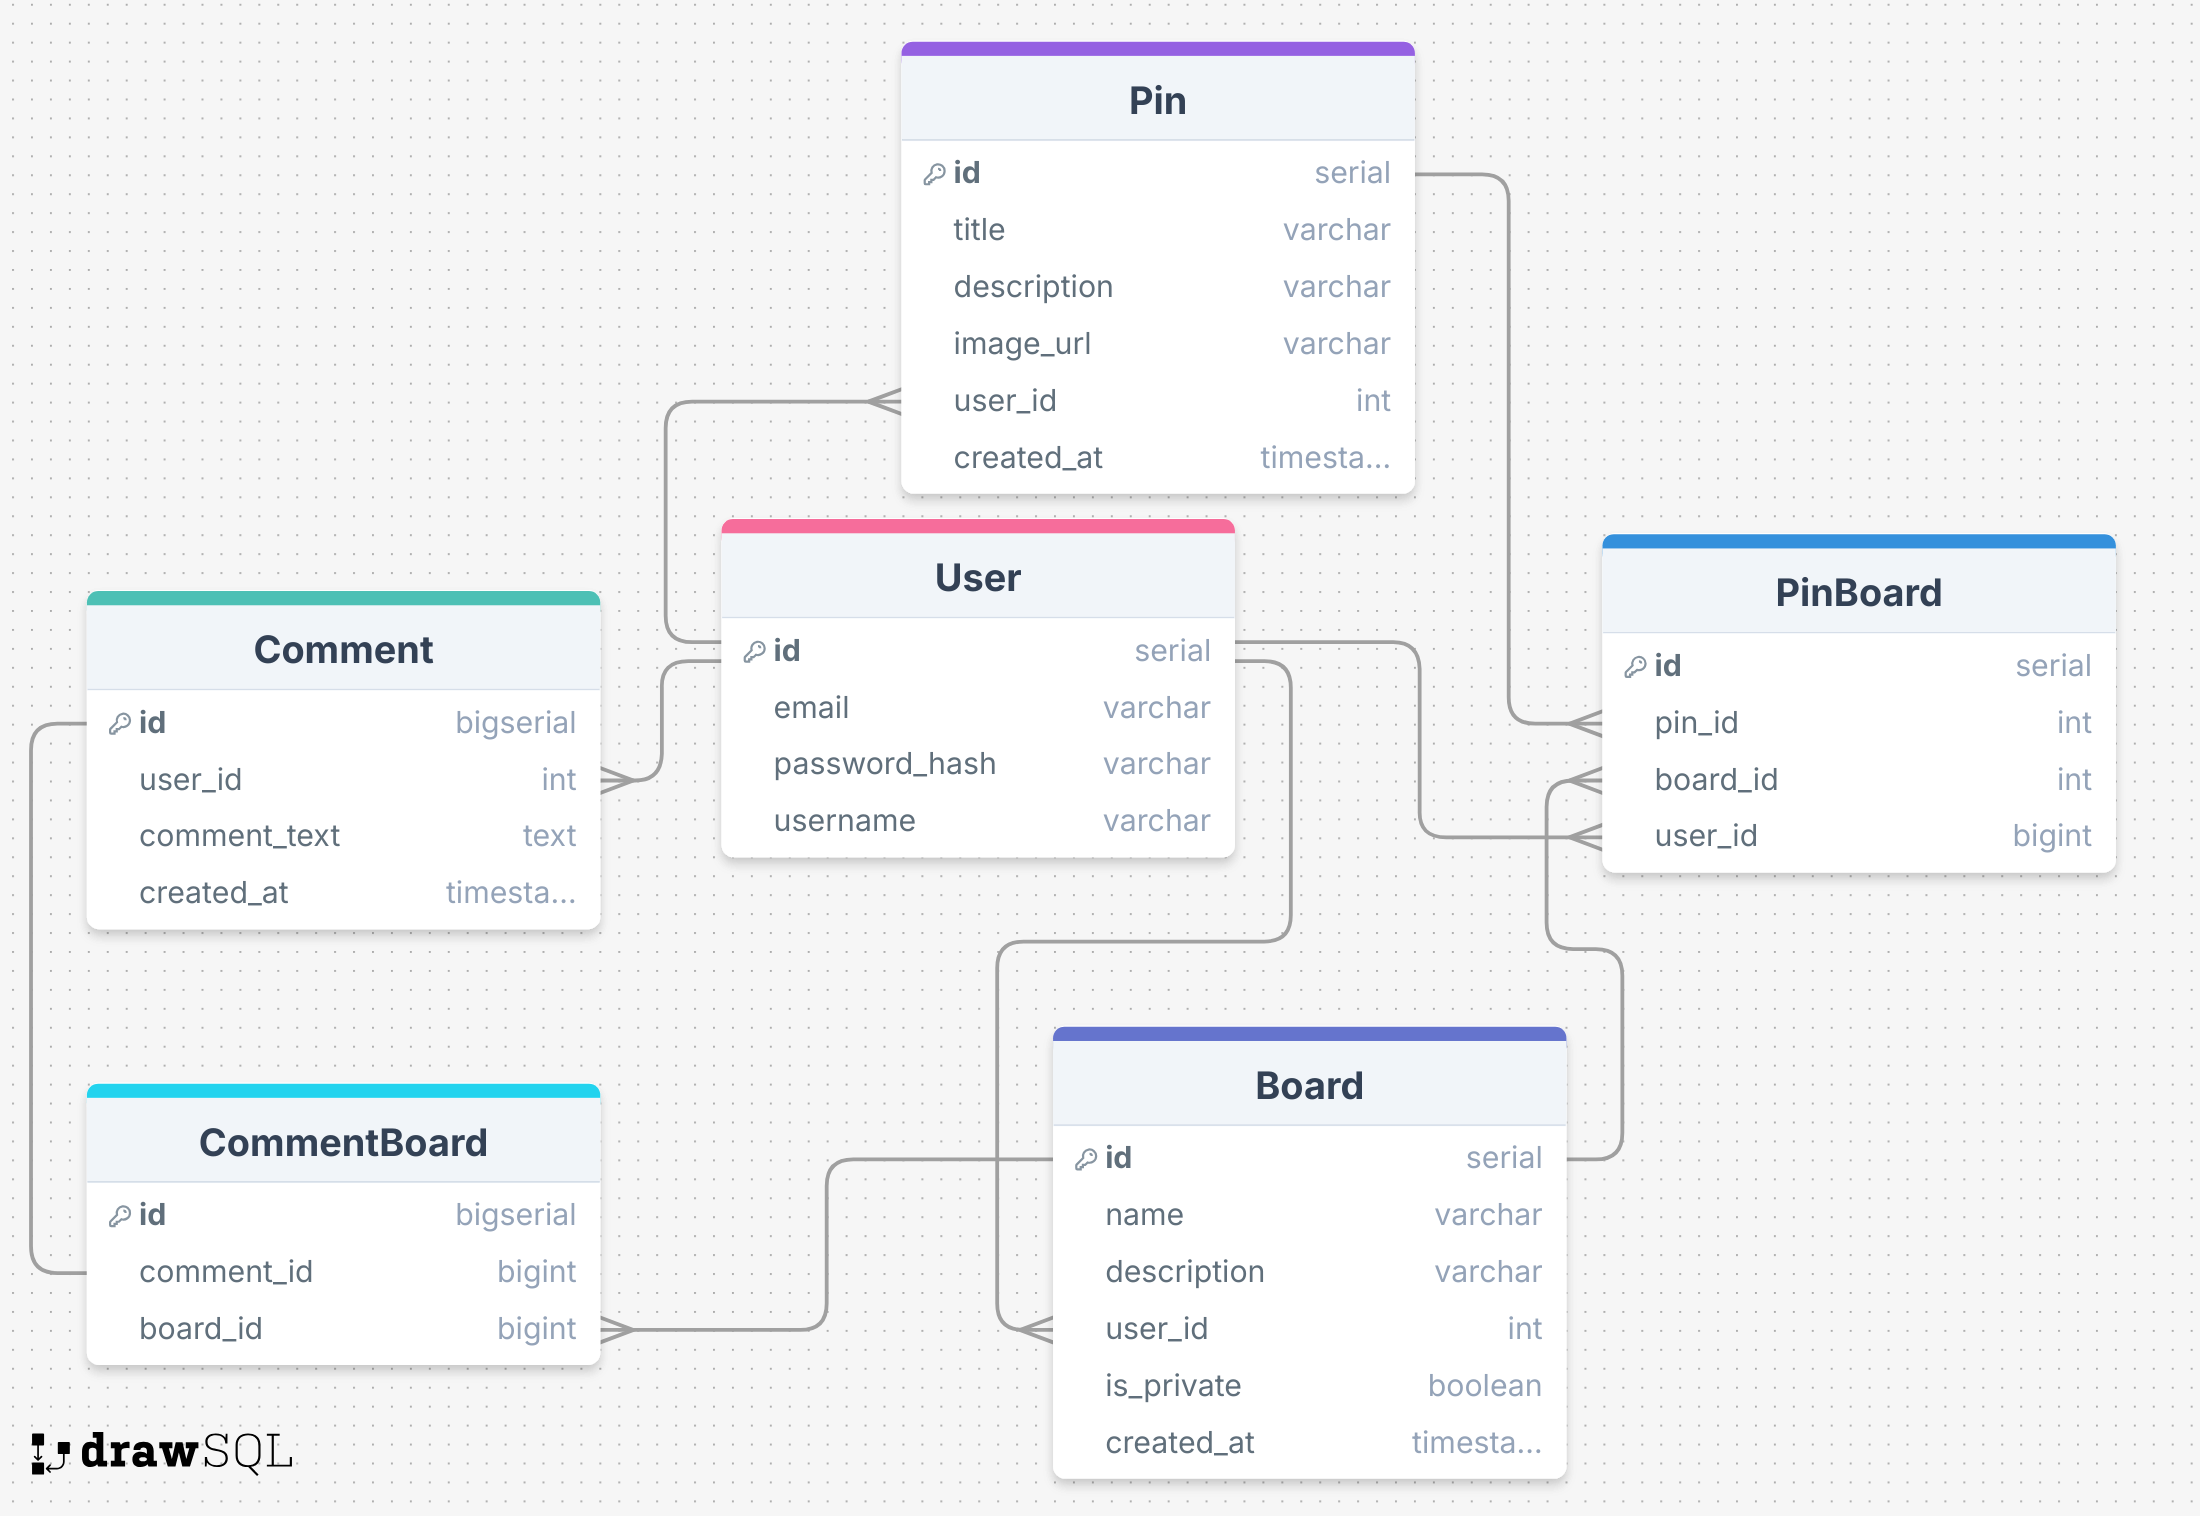 Pin
id serial
title varchar
description varchar
image_url varchar
user_id int
created_at timesta...
User
id serial
email varchar
password_hash varchar
username varchar
PinBoard
id serial
pin_id int
board_id int
user_id bigint
Comment
id bigserial
user_id int
comment_text text
created_at timesta...
CommentBoard
id bigserial
comment_id bigint
board_id bigint
Board
id serial
name varchar
description varchar
user_id int
is_private boolean
created_at timesta...
drawSQL